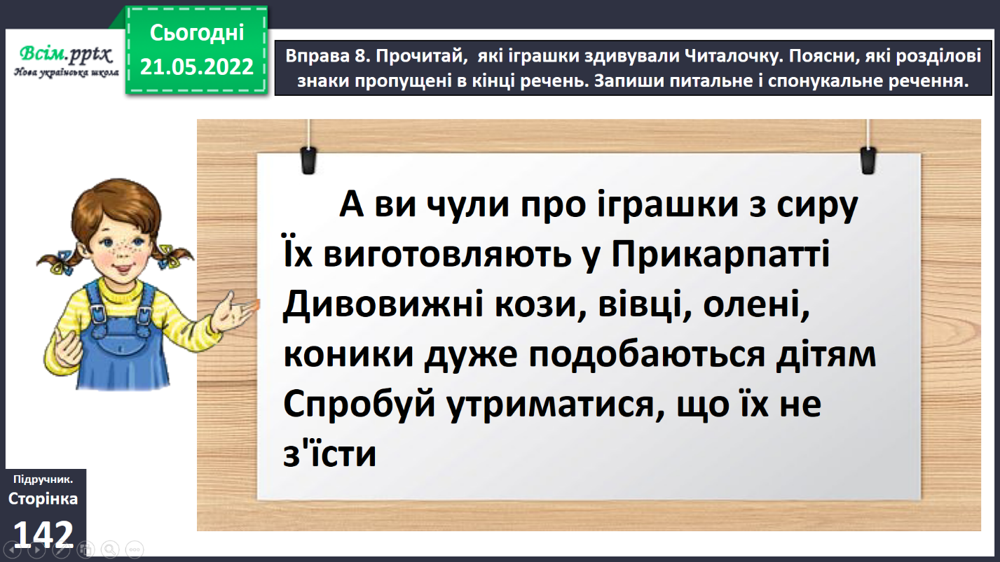 Сьогодні
21.05.2022
Всім.pptx
Нова українська школа
Вправа 8. Прочитай, які іграшки здивували Читалочку. Поясни, які розділові
знаки пропущені в кінці речень. Запиши питальне і спонукальне речення.
А ви чули про іграшки з сиру
Їх виготовляють у Прикарпатті
Дивовижні кози, вівці, олені,
коники дуже подобаються дітям
Спробуй утриматися, що їх не
з'їсти
Підручник.
Сторінка
142